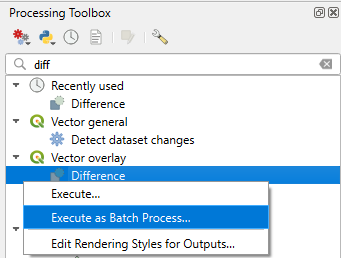 Processing Toolbox
diff
Recently used
Difference
Vector general
Detect dataset changes
Vector overlay
Difference
Execute...
Execute as Batch Process...
Edit Rendering Styles for Outputs...